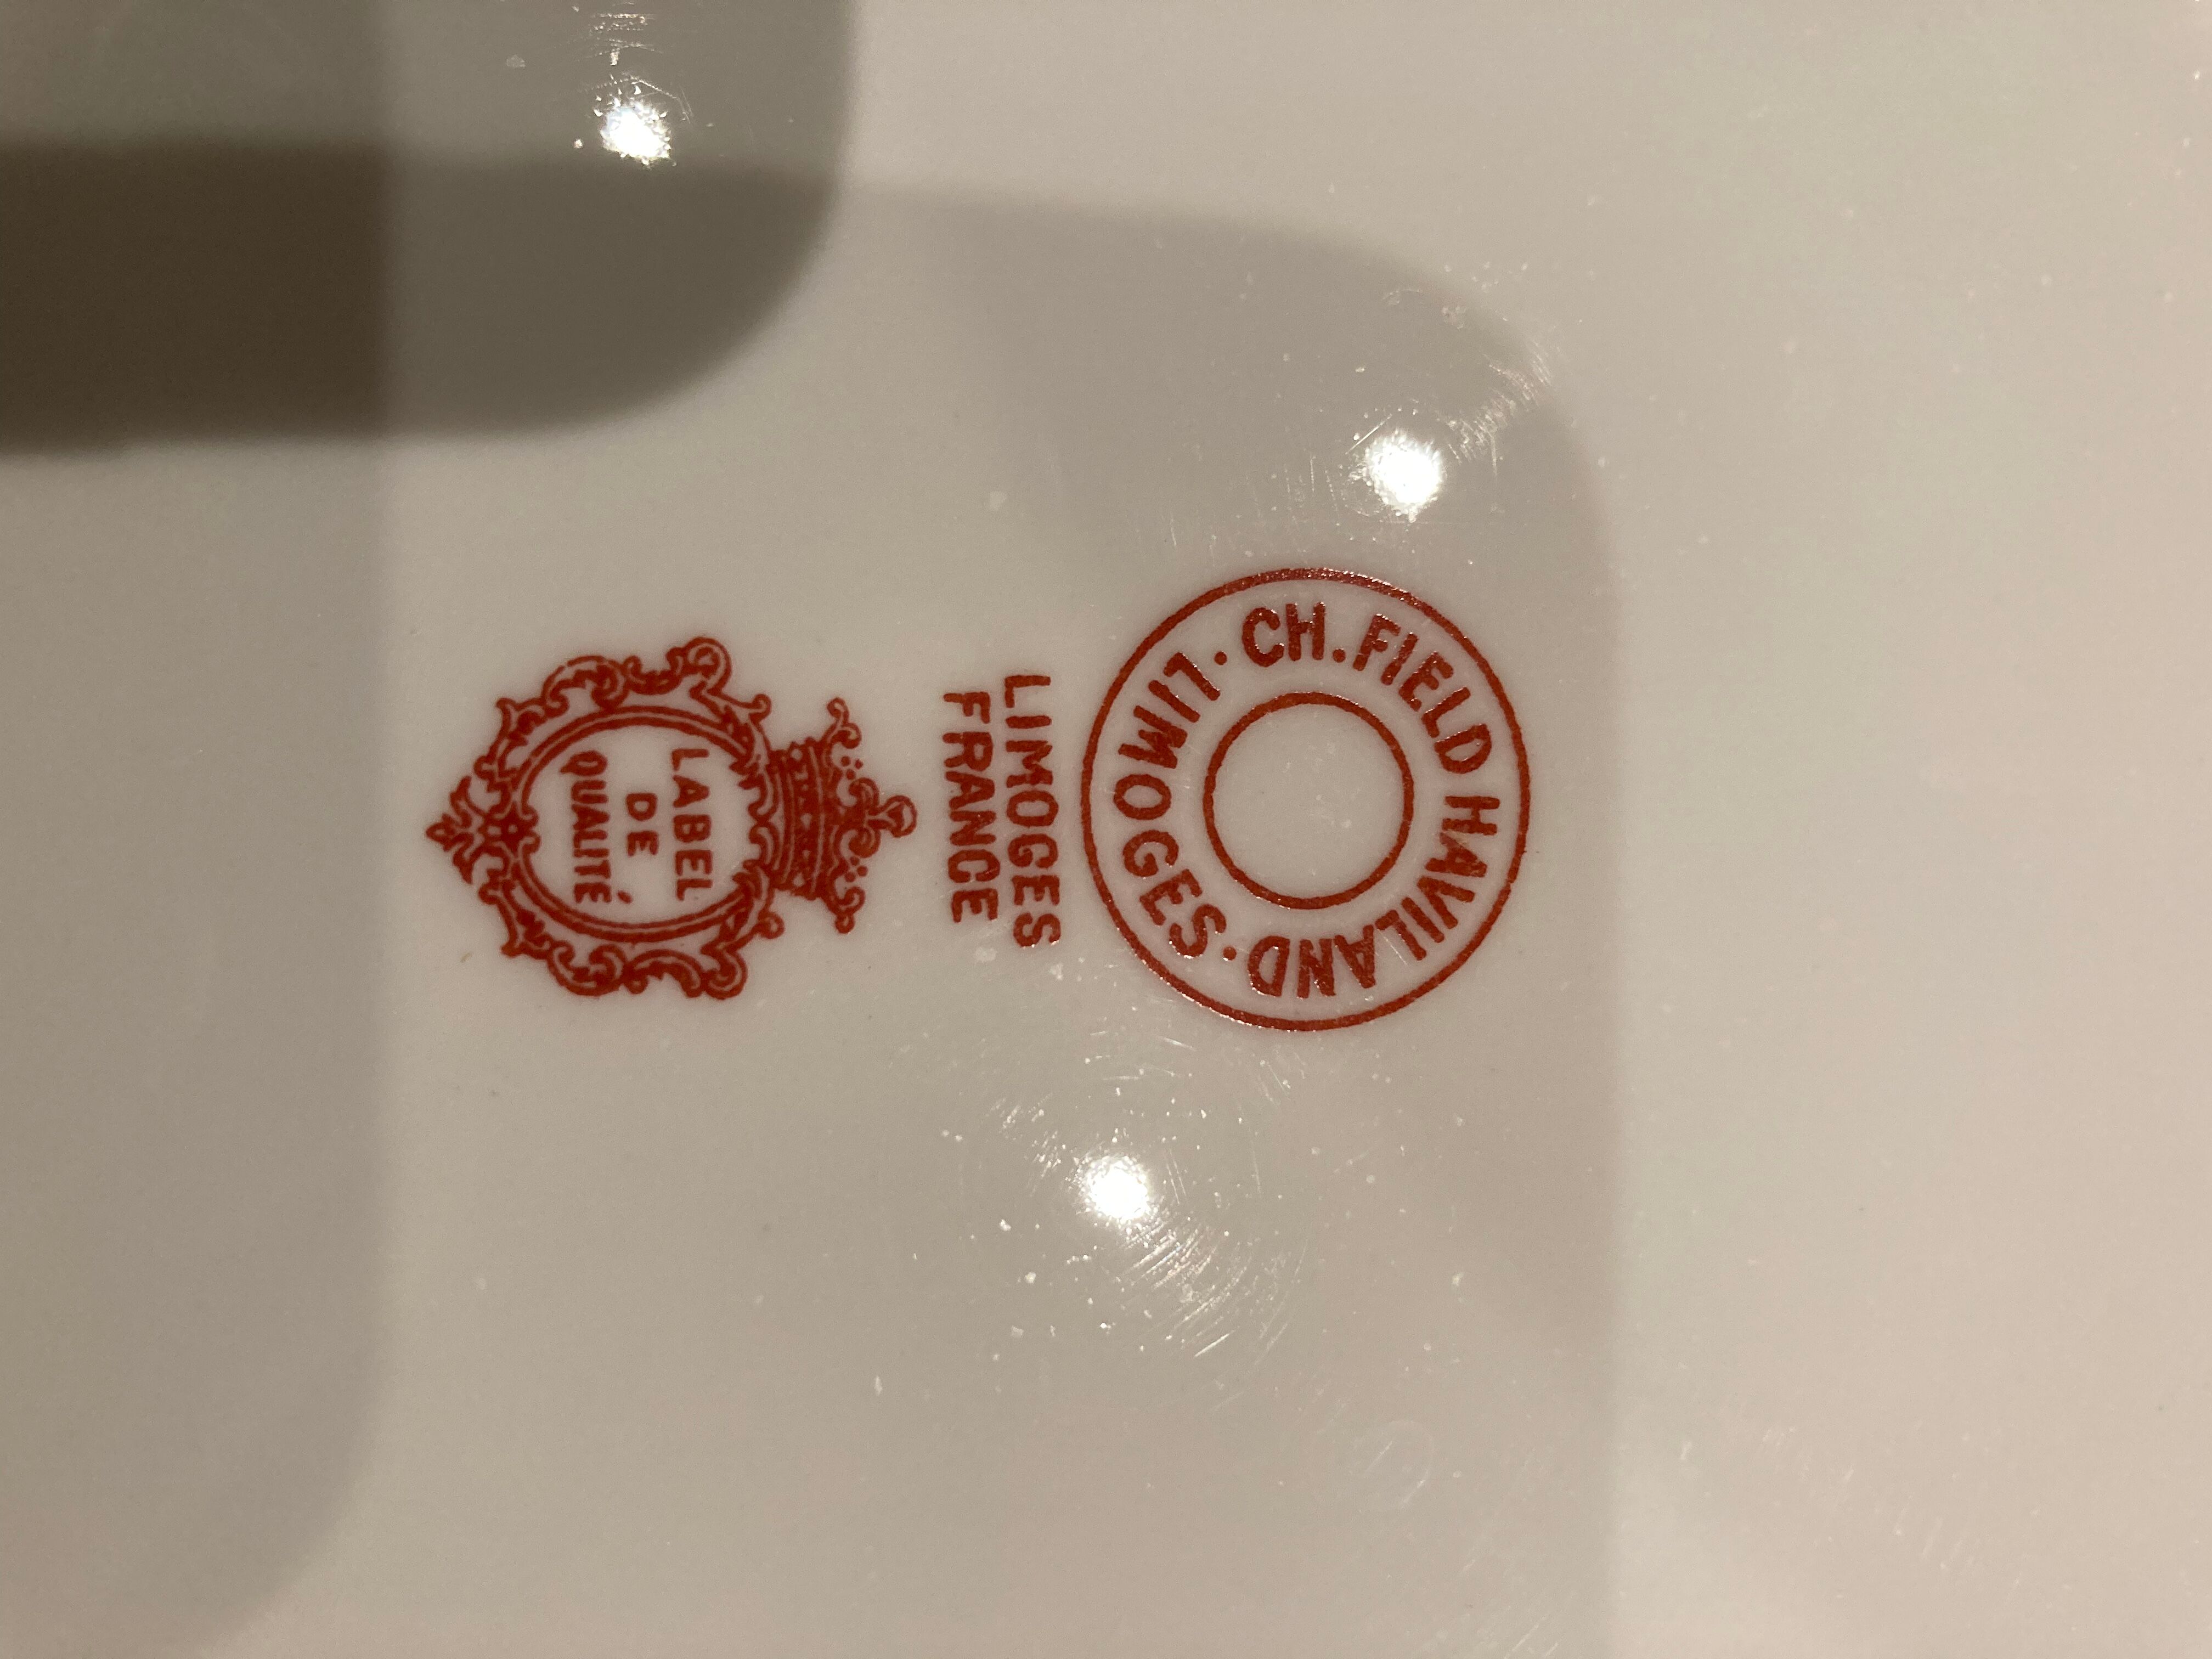 · CH. FIELD HAVILAND ·
LIMOGES
LIMOGES
FRANCE
LABEL
DE
QUALITÉ